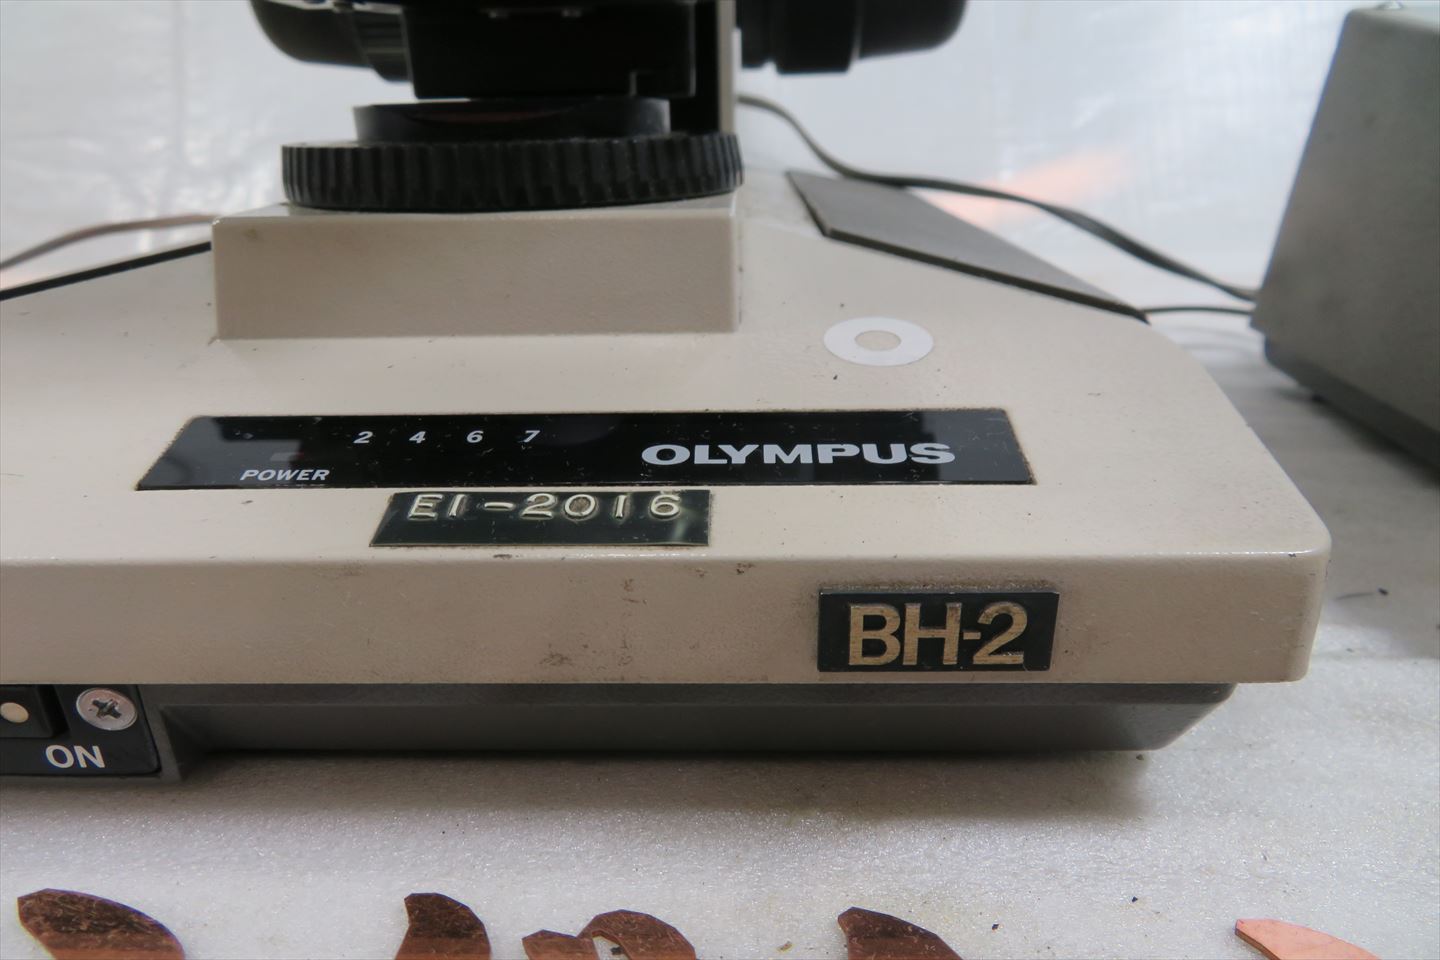 2 4 6 7
POWER
OLYMPUS
EI-2016
BH-2
ON